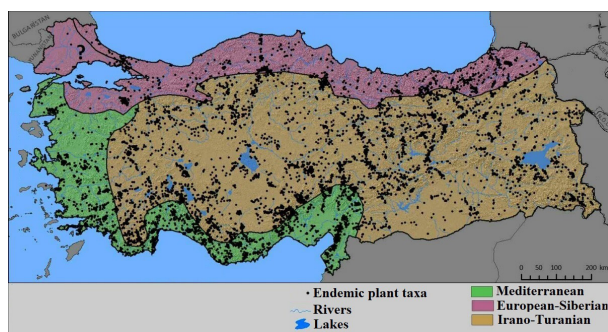 BULGARISTAN
?
0 50 100 200 km
• Endemic plant taxa
Rivers
Lakes
Mediterranean
European-Siberian
Irano-Turanian